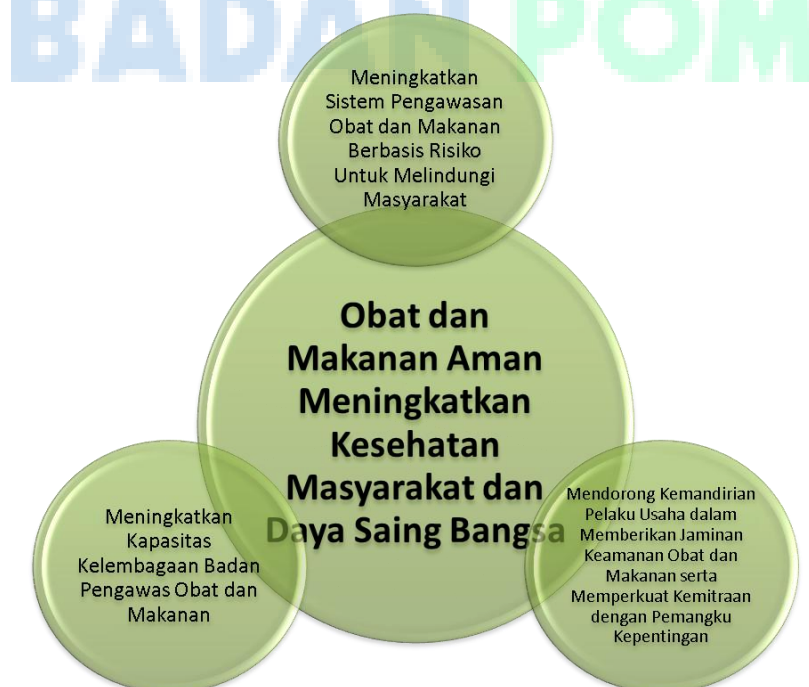 BADAN POM
Meningkatkan
Sistem Pengawasan
Obat dan Makanan
Berbasis Risiko
Untuk Melindungi
Masyarakat
Obat dan
Makanan Aman
Meningkatkan
Kesehatan
Masyarakat dan
Daya Saing Bangsa
Meningkatkan
Kapasitas
Kelembagaan Badan
Pengawas Obat dan
Makanan
Mendorong Kemandirian
Pelaku Usaha dalam
Memberikan Jaminan
Keamanan Obat dan
Makanan serta
Memperkuat Kemitraan
dengan Pemangku
Kepentingan